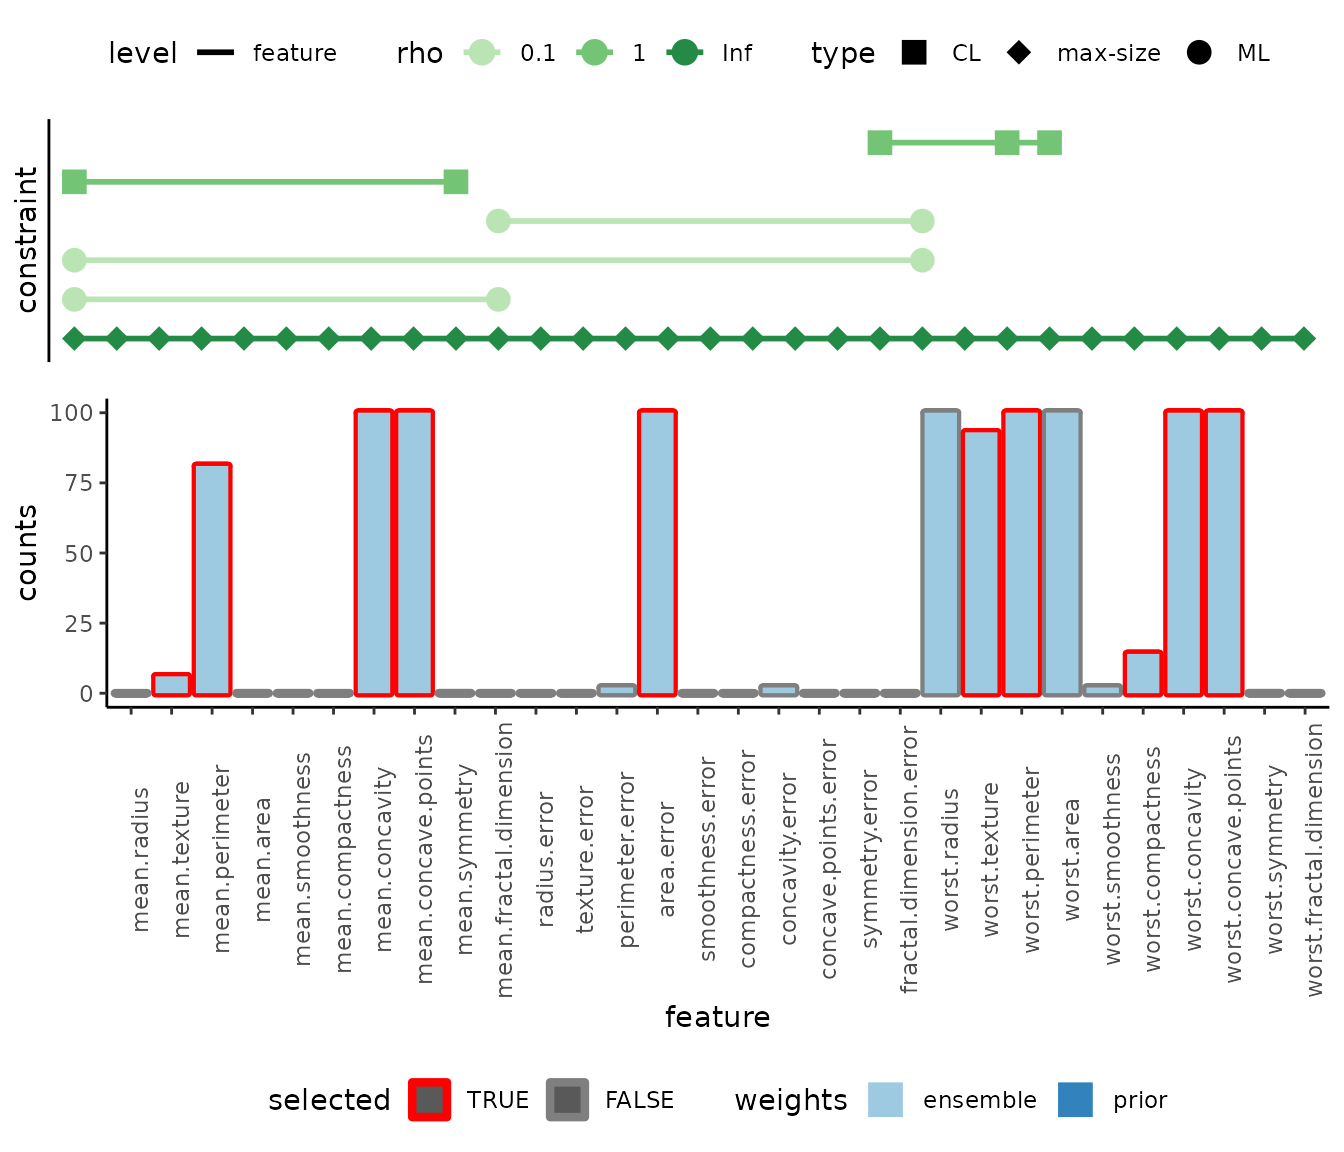 level feature rho 0.1 1 Inf type CL max-size ML
constraint
counts
100
75
50
25
0
mean.radius
mean.texture
mean.perimeter
mean.area
mean.smoothness
mean.compactness
mean.concavity
mean.concave.points
mean.symmetry
mean.fractal.dimension
radius.error
texture.error
perimeter.error
area.error
smoothness.error
compactness.error
concavity.error
concave.points.error
symmetry.error
fractal.dimension.error
worst.radius
worst.texture
worst.perimeter
worst.area
worst.smoothness
worst.compactness
worst.concavity
worst.concave.points
worst.symmetry
worst.fractal.dimension
feature
selected TRUE FALSE weights ensemble prior